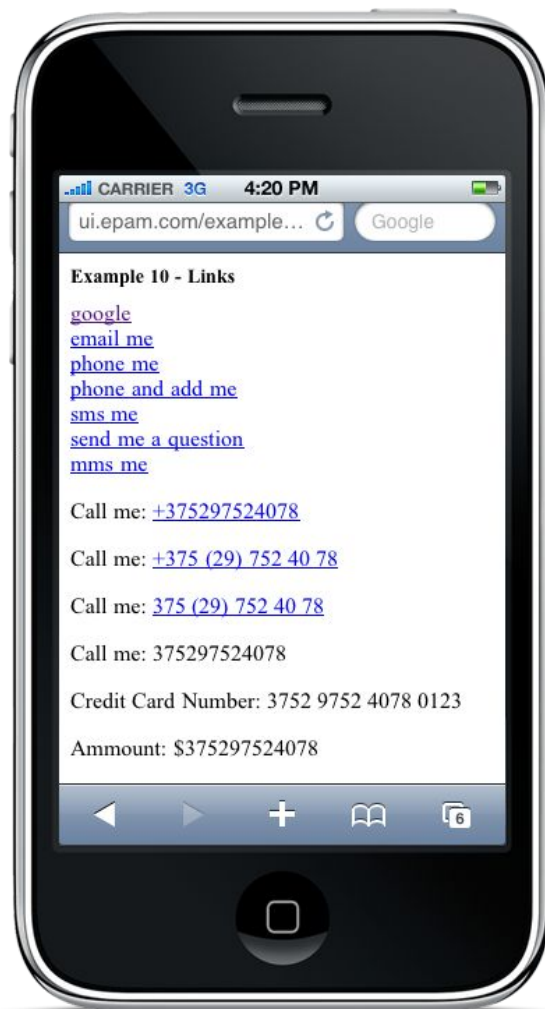 CARRIER 3G 4:20 PM
ui.epam.com/example... Google
Example 10 - Links
google
email me
phone me
phone and add me
sms me
send me a question
mms me
Call me: +375297524078
Call me: +375 (29) 752 40 78
Call me: 375 (29) 752 40 78
Call me: 375297524078
Credit Card Number: 3752 9752 4078 0123
Ammount: $375297524078
6